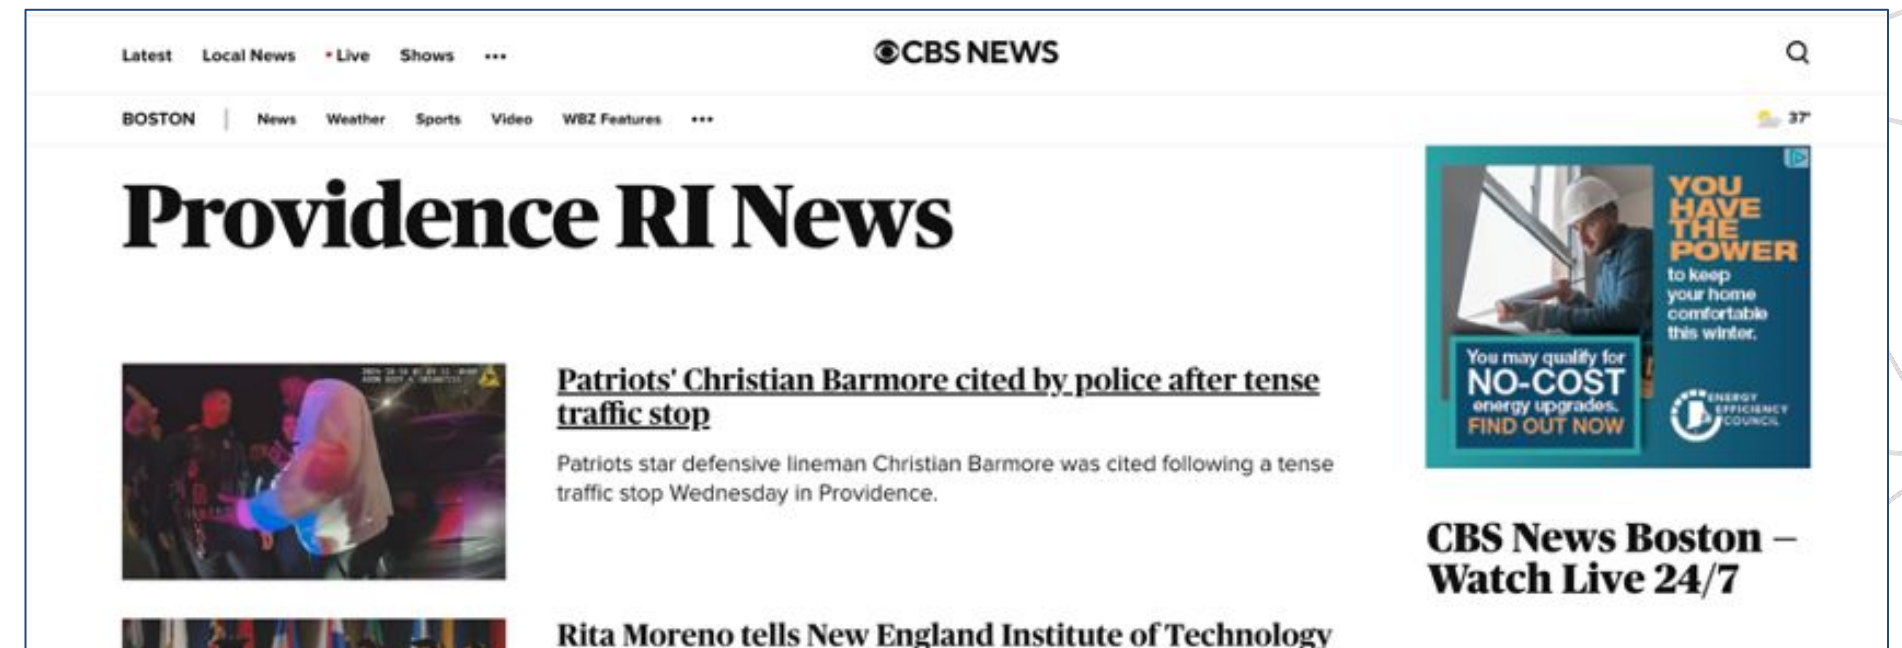 Latest Local News Live Shows ...
CBS NEWS
BOSTON | News Weather Sports Video WBZ Features ...
37°
Providence RI News
YOU
HAVE
THE
POWER
to keep
your home
comfortable
this winter.
You may qualify for
NO-COST
energy upgrades.
FIND OUT NOW
ENERGY
EFFICIENCY
COUNCIL
Patriots' Christian Barmore cited by police after tense
traffic stop
Patriots star defensive lineman Christian Barmore was cited following a tense
traffic stop Wednesday in Providence.
CBS News Boston –
Watch Live 24/7
Rita Moreno tells New England Institute of Technology